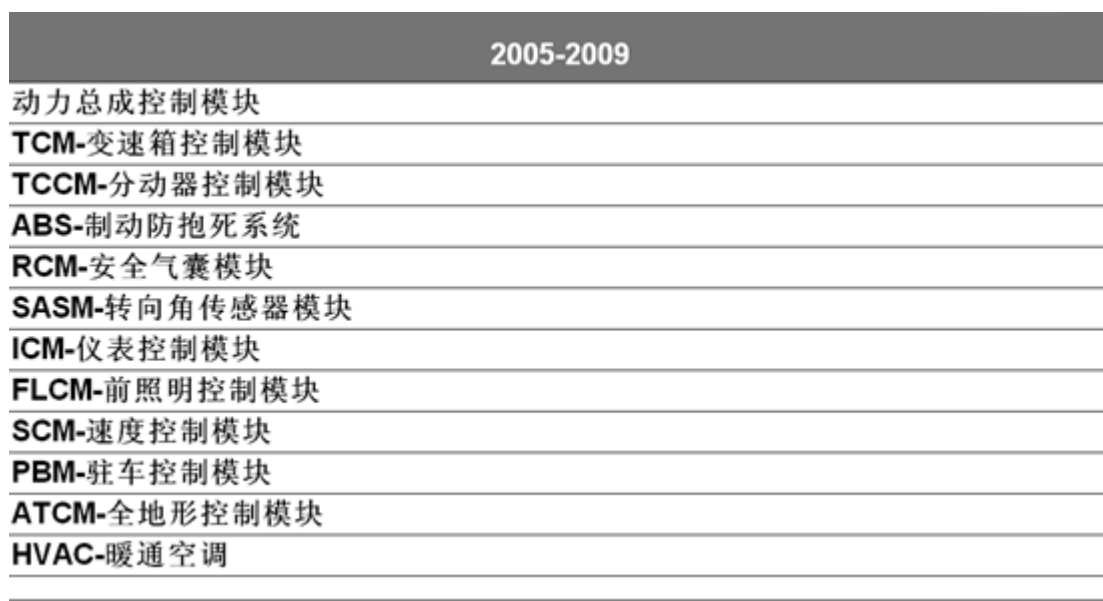 2005-2009
动力总成控制模块
TCM-变速箱控制模块
TCCM-分动器控制模块
ABS-制动防抱死系统
RCM-安全气囊模块
SASM-转向角传感器模块
ICM-仪表控制模块
FLCM-前照明控制模块
SCM-速度控制模块
PBM-驻车控制模块
ATCM-全地形控制模块
HVAC-暖通空调